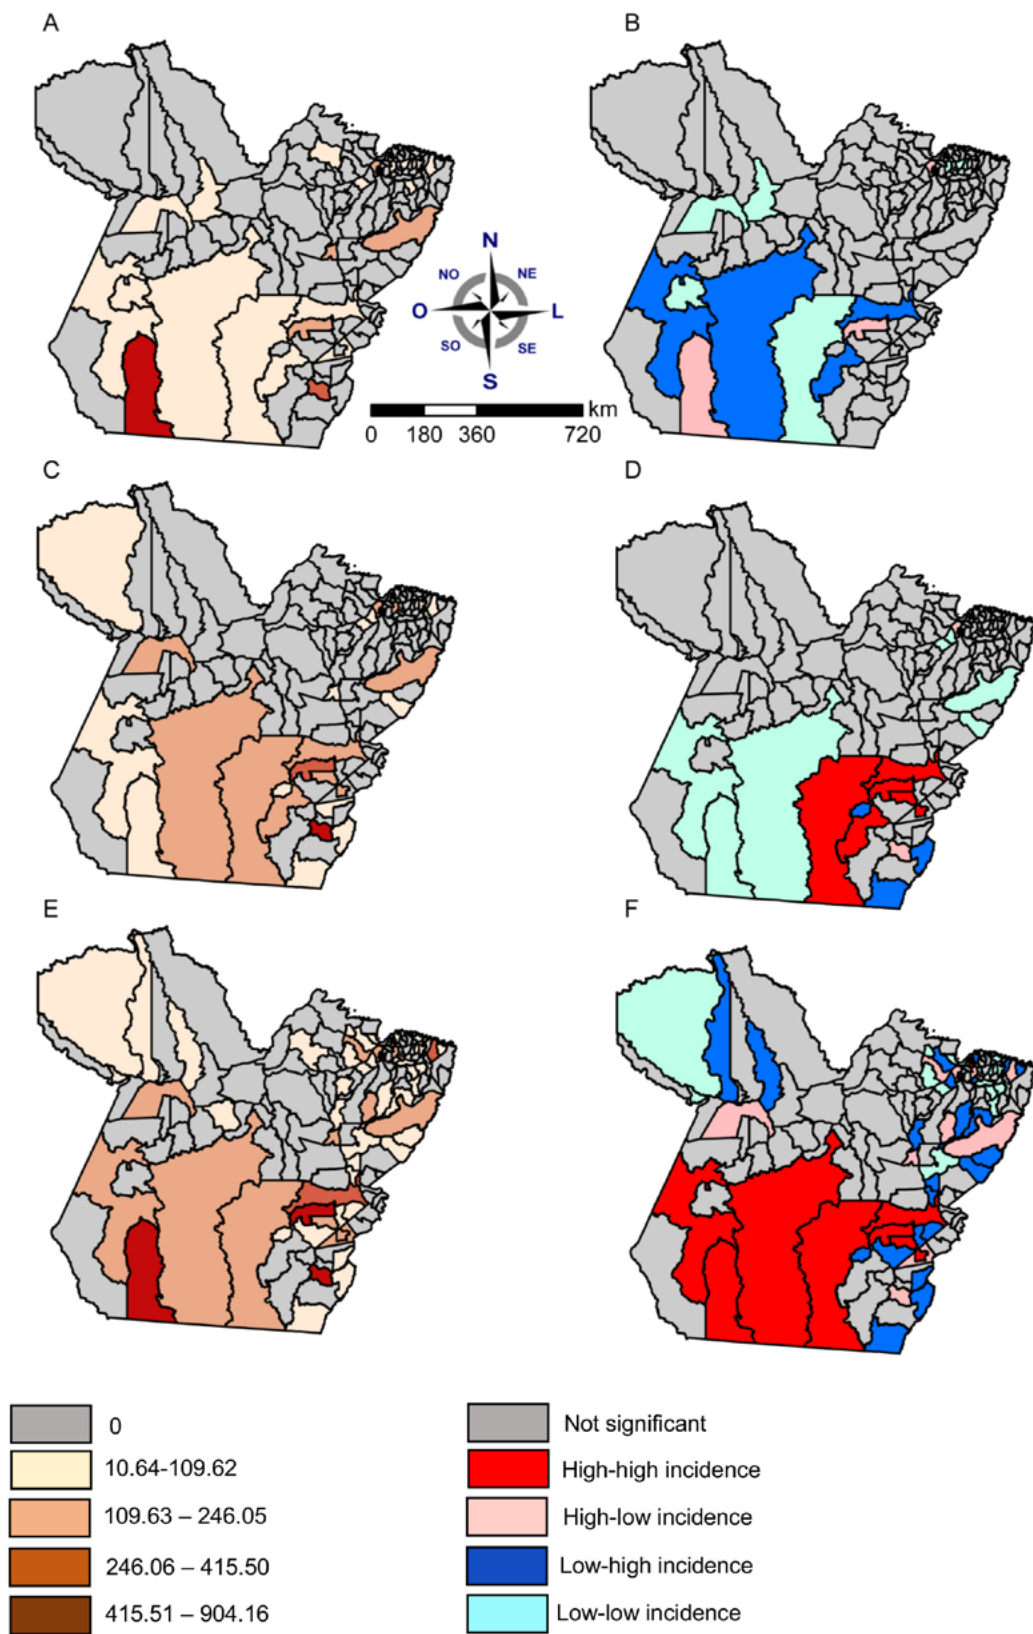 A
B
N
NO
NE
O
L
SO
SE
S
km
0 180 360 720
C
D
E
F
0
10.64-109.62
109.63 – 246.05
246.06 – 415.50
415.51 – 904.16
Not significant
High-high incidence
High-low incidence
Low-high incidence
Low-low incidence